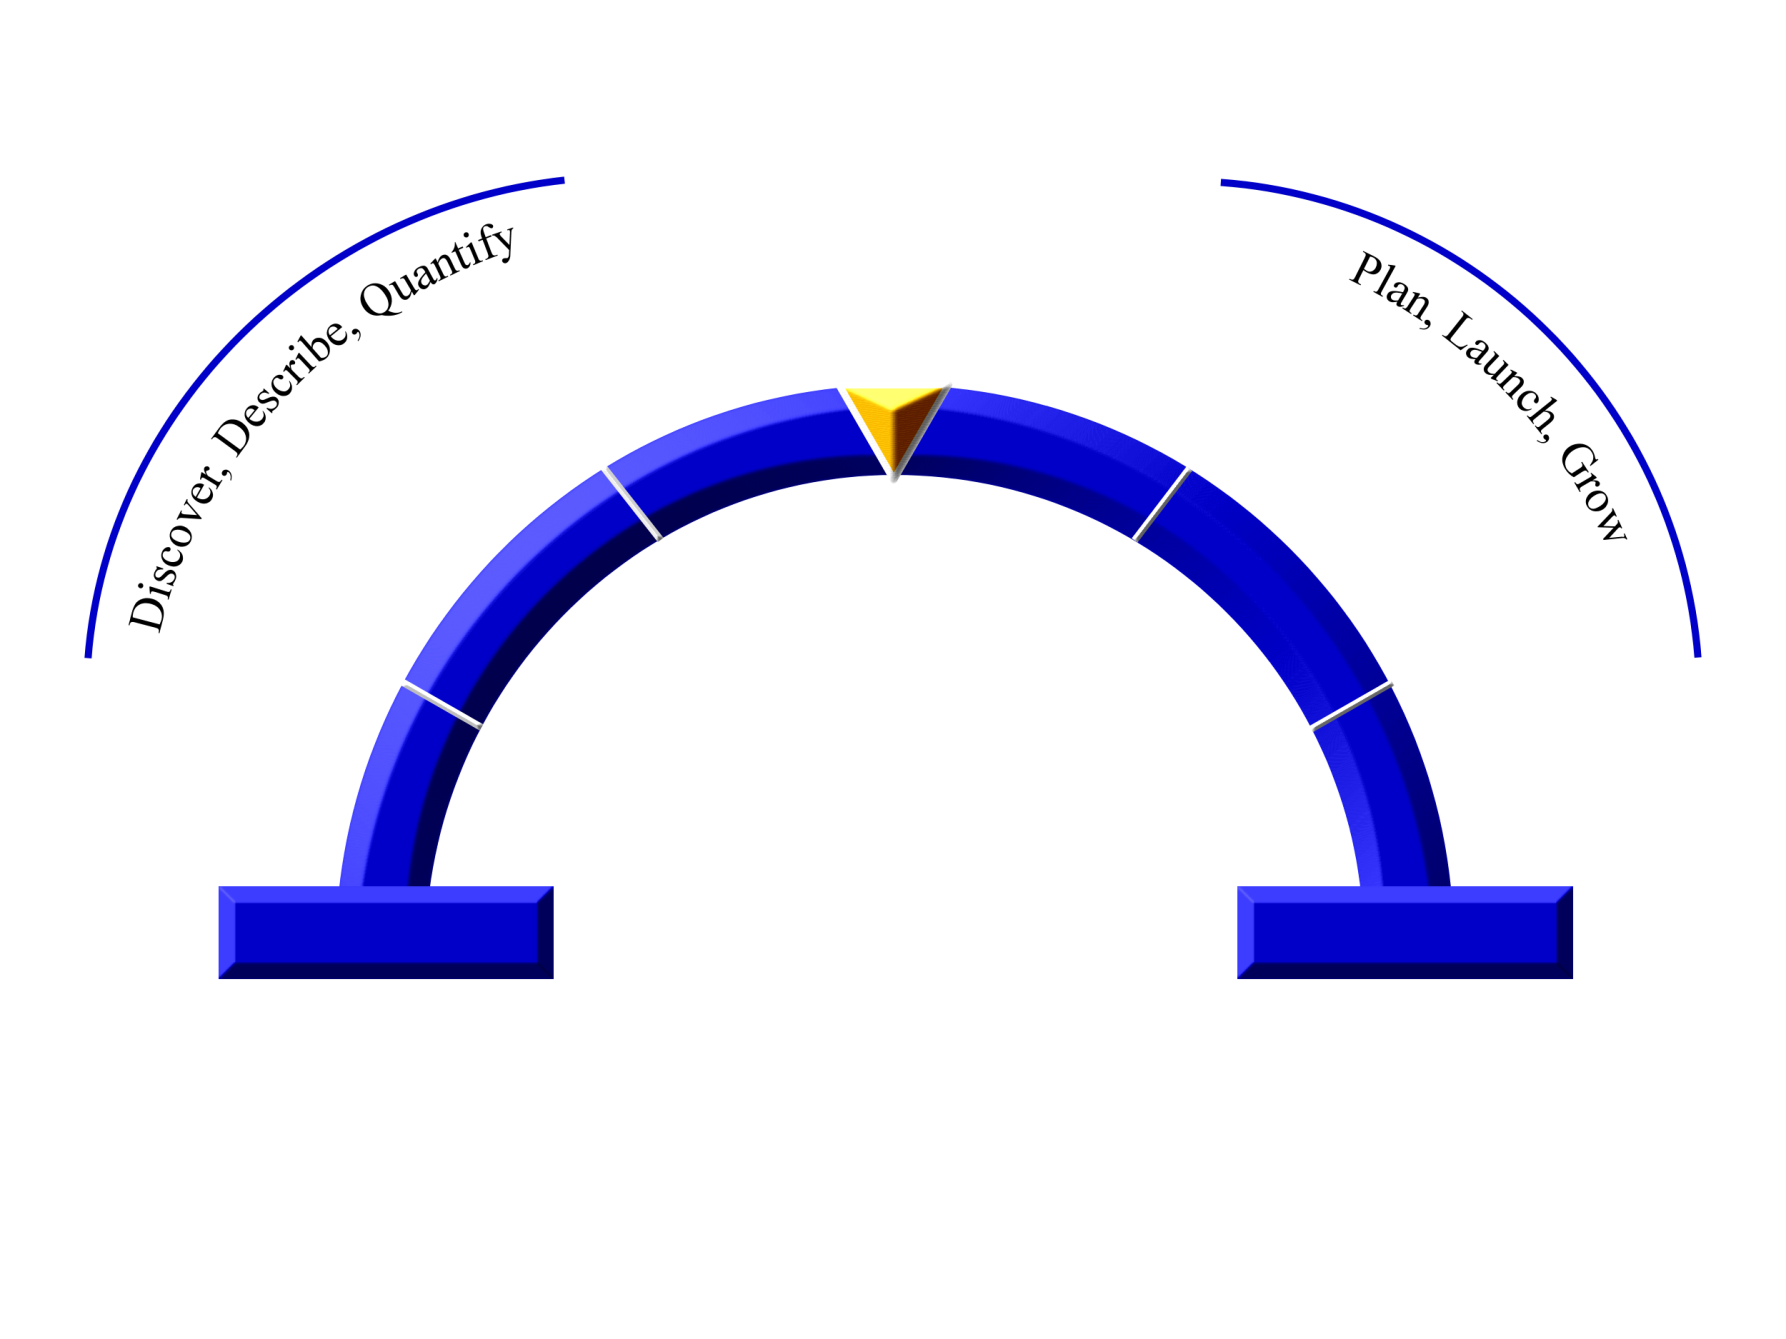 Discover, Describe, Quantify
Plan, Launch, Grow